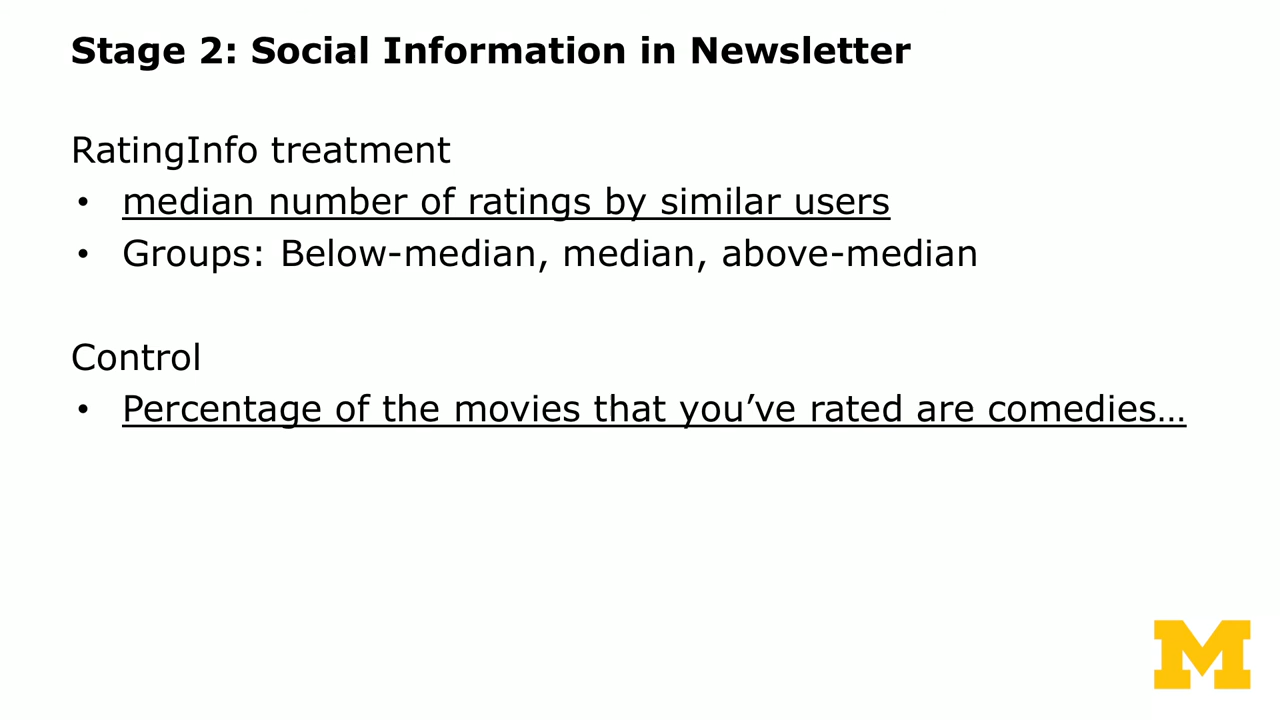 Stage 2: Social Information in Newsletter
RatingInfo treatment
• median number of ratings by similar users
• Groups: Below-median, median, above-median
Control
• Percentage of the movies that you’ve rated are comedies…
M